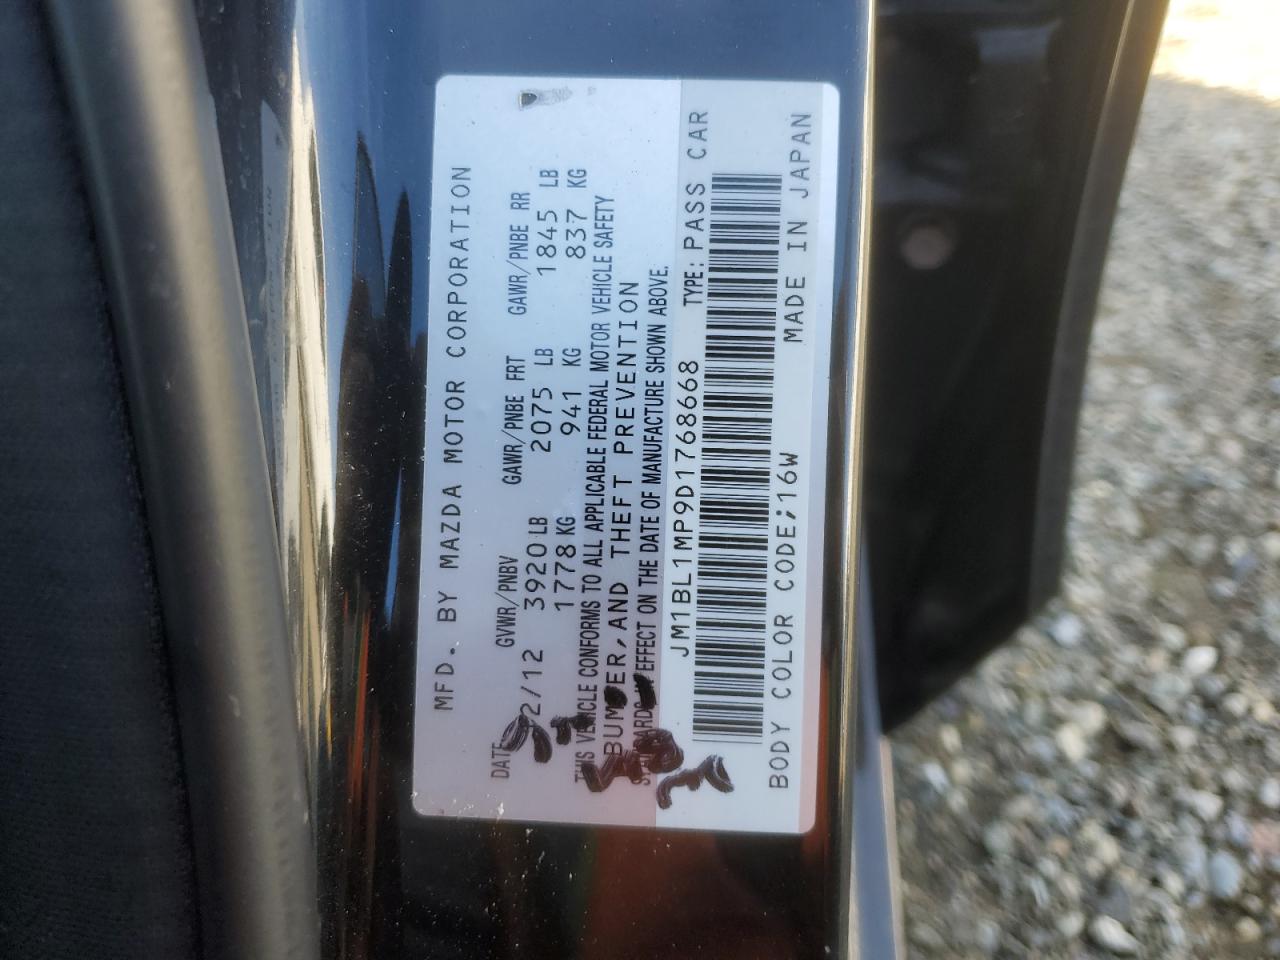 MFD. BY MAZDA MOTOR CORPORATION
DATE GVWR/PNBV GAWR/PNBE FRT GAWR/PNBE RR
2/12 3920 LB 2075 LB 1845 LB
1778 KG 941 KG 837 KG
THIS VEHICLE CONFORMS TO ALL APPLICABLE FEDERAL MOTOR VEHICLE SAFETY
BUMPER, AND THEFT PREVENTION
STANDARDS IN EFFECT ON THE DATE OF MANUFACTURE SHOWN ABOVE.
JM1BL1MP9D1768668 TYPE: PASS CAR
BODY COLOR CODE;16W MADE IN JAPAN